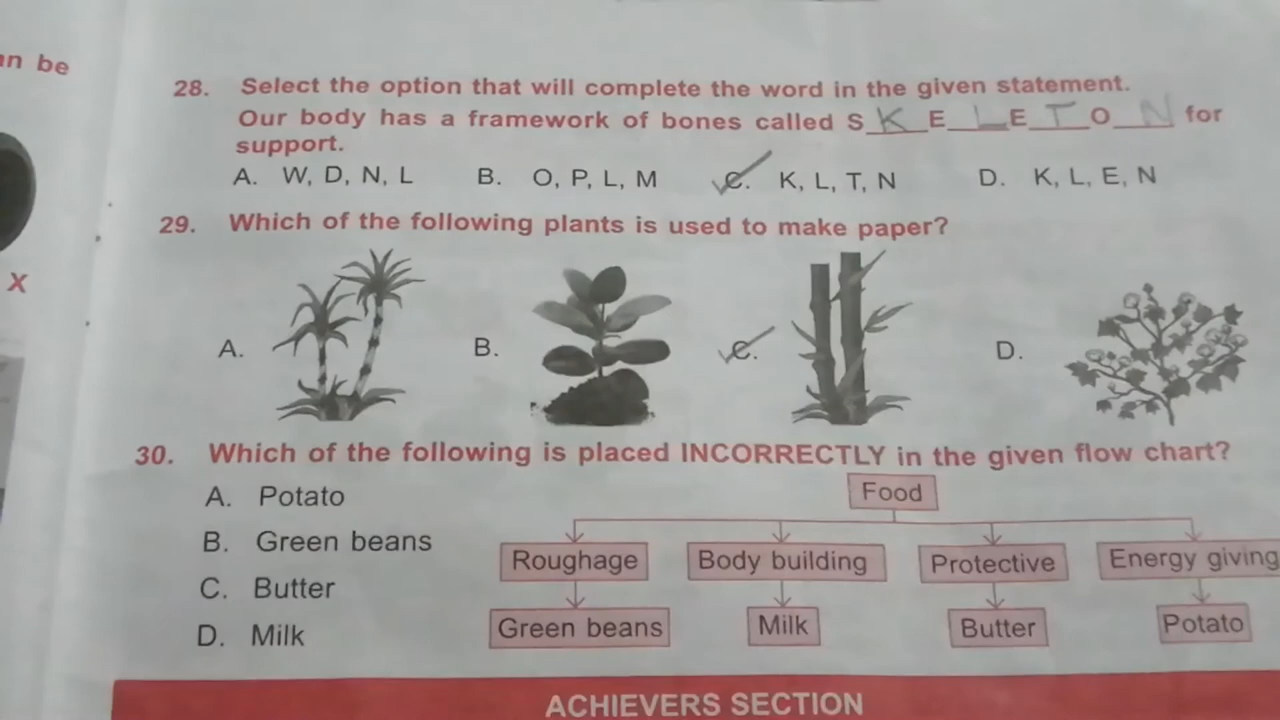 an be
28. Select the option that will complete the word in the given statement.
Our body has a framework of bones called S K E L E T O N for
support.
A. W, D, N, L B. O, P, L, M C. K, L, T, N D. K, L, E, N
29. Which of the following plants is used to make paper?
X
A. B. C. D.
30. Which of the following is placed INCORRECTLY in the given flow chart?
A. Potato
B. Green beans
C. Butter
D. Milk
Food
Roughage Body building Protective Energy giving
Green beans Milk Butter Potato
ACHIEVERS SECTION